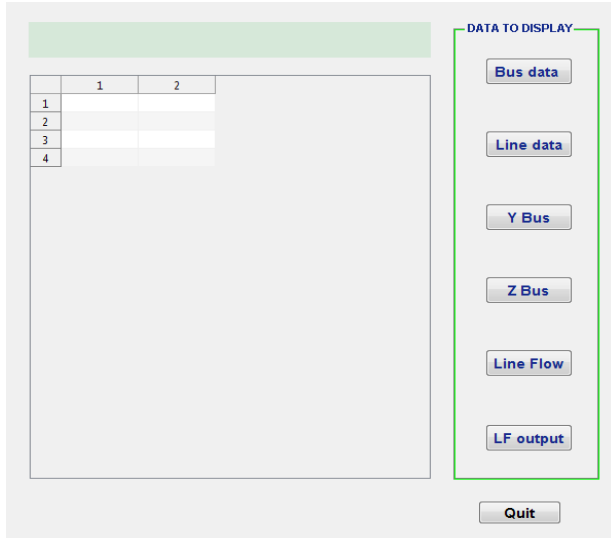 DATA TO DISPLAY
Bus data
1 2
1
2
3
4
Line data
Y Bus
Z Bus
Line Flow
LF output
Quit